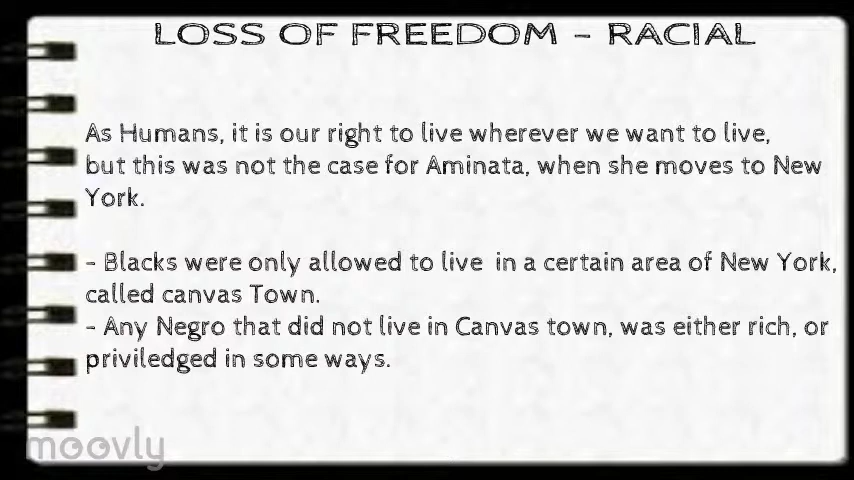 LOSS OF FREEDOM - RACIAL
As Humans, it is our right to live wherever we want to live,
but this was not the case for Aminata, when she moves to New
York.
- Blacks were only allowed to live in a certain area of New York,
called canvas Town.
- Any Negro that did not live in Canvas town, was either rich, or
priviledged in some ways.
moovly